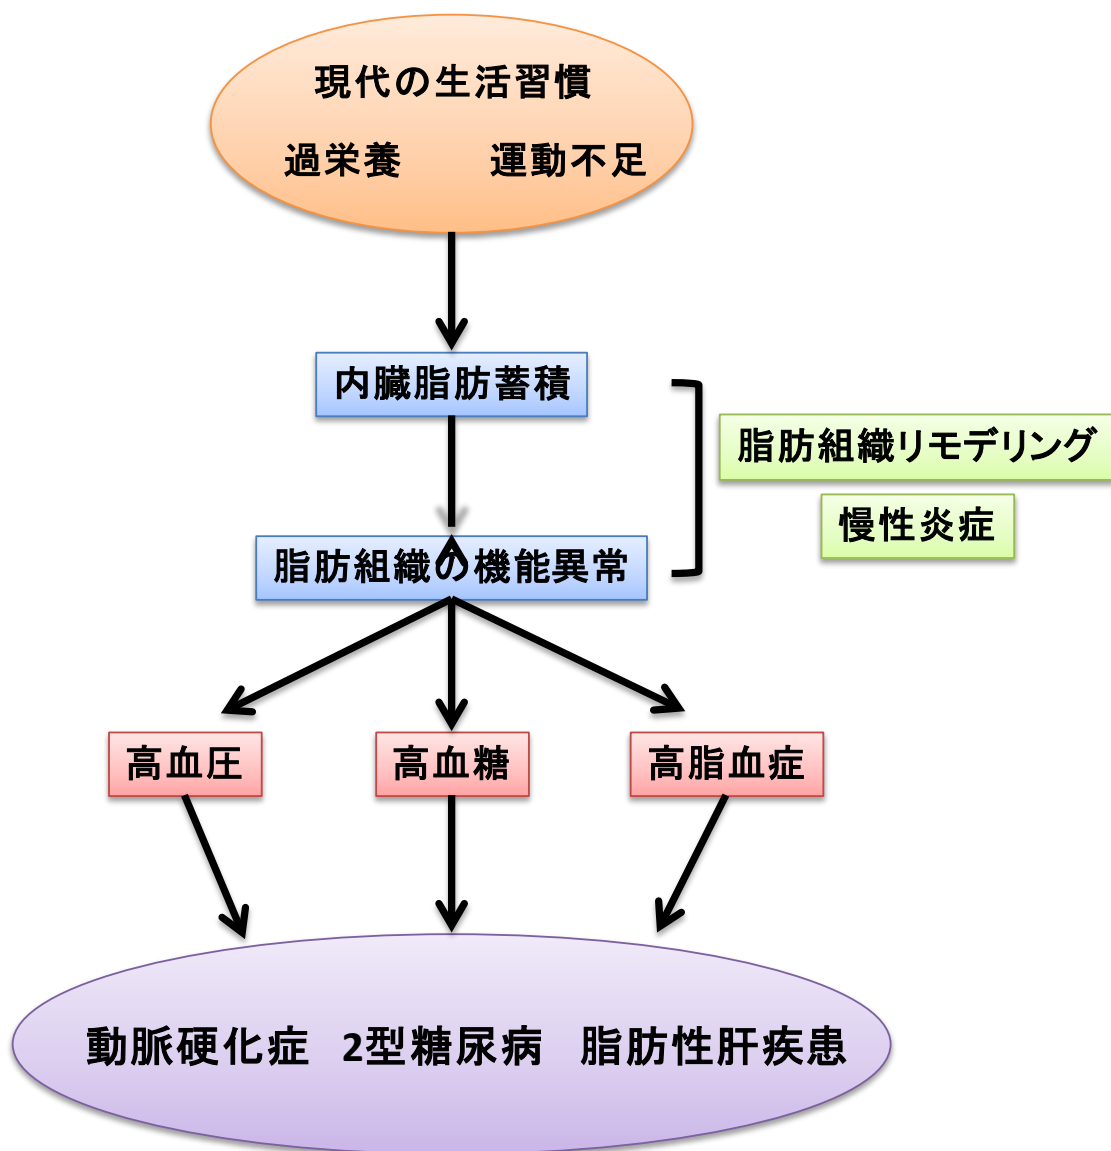 現代の生活習慣
過栄養 運動不足
内臓脂肪蓄積
脂肪組織リモデリング
慢性炎症
脂肪組織の機能異常
高血圧 高血糖 高脂血症
動脈硬化症 2型糖尿病 脂肪性肝疾患